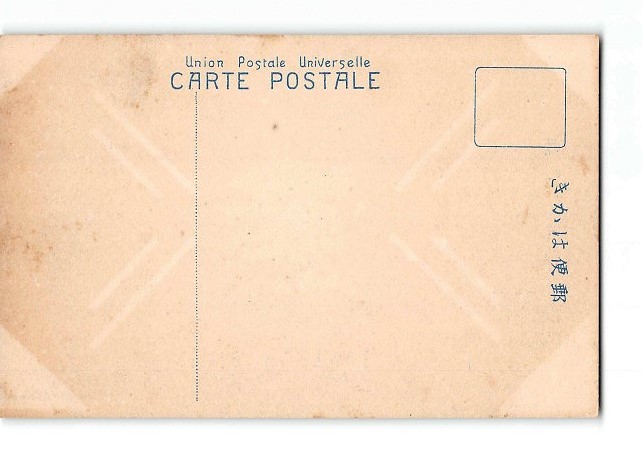 Union Postale Universelle
CARTE POSTALE
郵便はかき